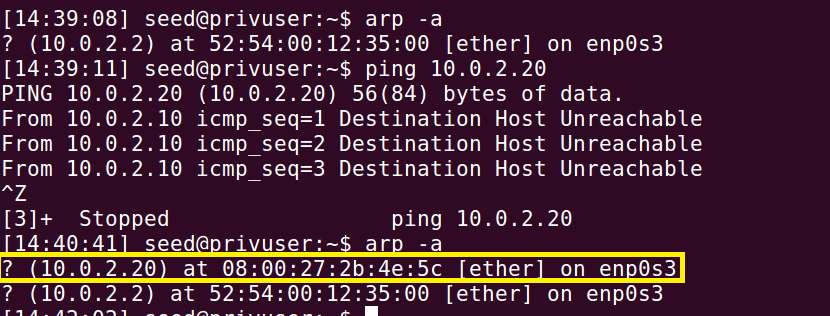 [14:39:08] seed@privuser:~$ arp -a
? (10.0.2.2) at 52:54:00:12:35:00 [ether] on enp0s3
[14:39:11] seed@privuser:~$ ping 10.0.2.20
PING 10.0.2.20 (10.0.2.20) 56(84) bytes of data.
From 10.0.2.10 icmp_seq=1 Destination Host Unreachable
From 10.0.2.10 icmp_seq=2 Destination Host Unreachable
From 10.0.2.10 icmp_seq=3 Destination Host Unreachable
^Z
[3]+  Stopped                 ping 10.0.2.20
[14:40:41] seed@privuser:~$ arp -a
? (10.0.2.20) at 08:00:27:2b:4e:5c [ether] on enp0s3
? (10.0.2.2) at 52:54:00:12:35:00 [ether] on enp0s3
seed@privuser:~$